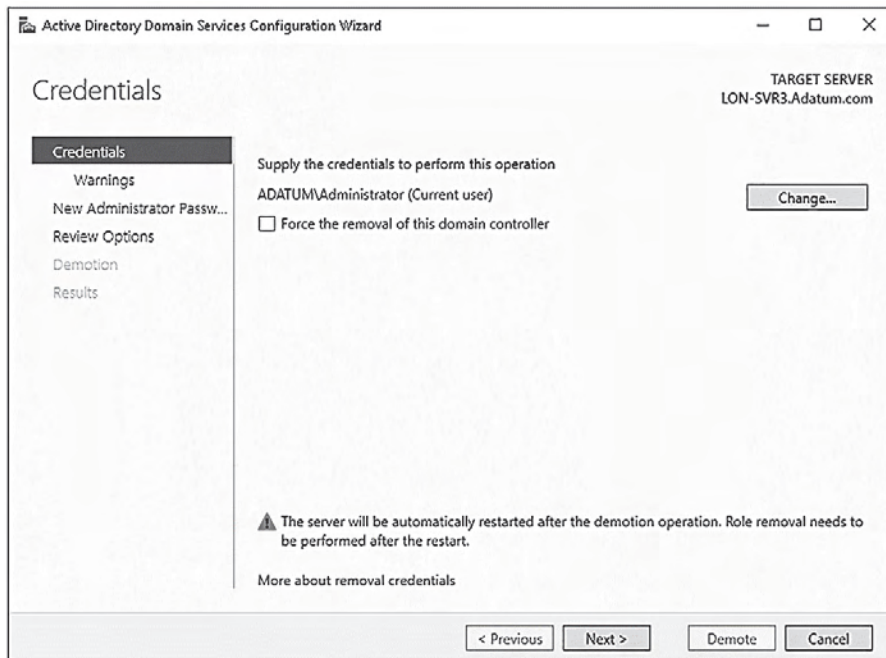 Active Directory Domain Services Configuration Wizard
Credentials
TARGET SERVER
LON-SVR3.Adatum.com
Credentials
Warnings
New Administrator Passw...
Review Options
Demotion
Results
Supply the credentials to perform this operation
ADATUM\Administrator (Current user)
Change...
Force the removal of this domain controller
The server will be automatically restarted after the demotion operation. Role removal needs to
be performed after the restart.
More about removal credentials
< Previous
Next >
Demote
Cancel